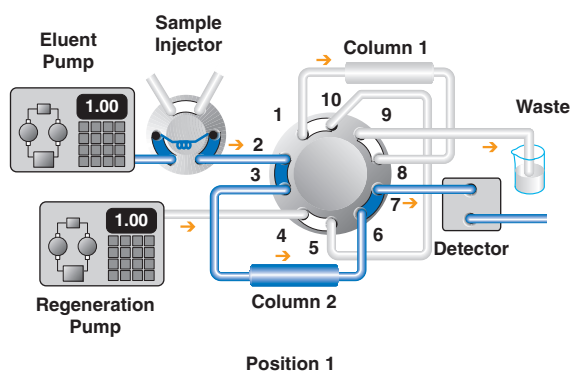 Eluent
Pump
Sample
Injector
Column 1
Waste
1.00
1
10
9
2
3
8
7
4
5
6
1.00
Regeneration
Pump
Column 2
Detector
Position 1